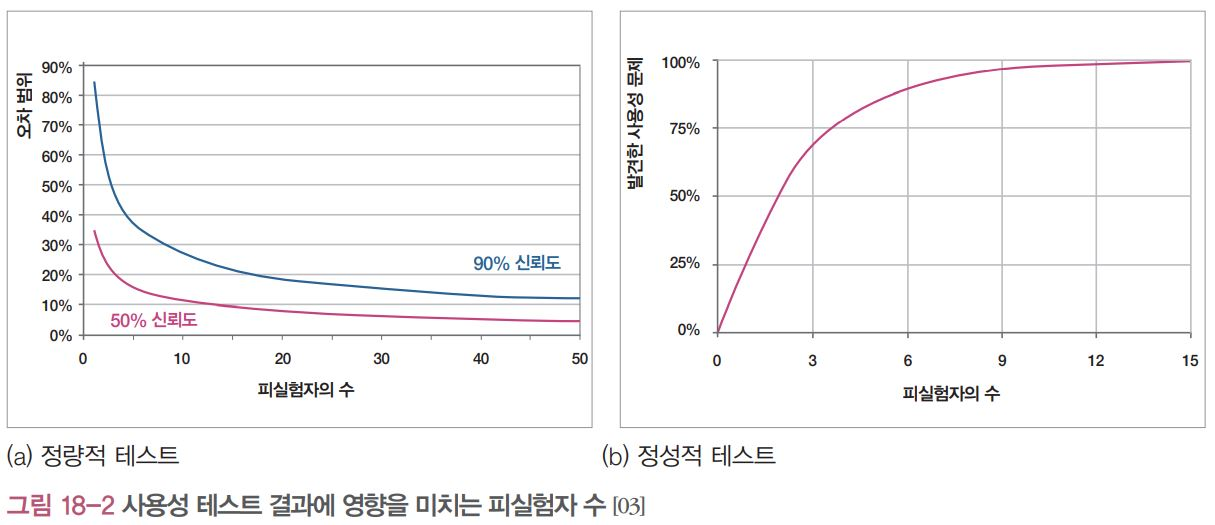 90%
80%
70%
60%
50%
40%
30%
20%
10%
0%
오차 범위
90% 신뢰도
50% 신뢰도
0 10 20 30 40 50
피실험자의 수
100%
75%
50%
25%
0%
발견한 사용성 문제
0 3 6 9 12 15
피실험자의 수
(a) 정량적 테스트
(b) 정성적 테스트
그림 18-2 사용성 테스트 결과에 영향을 미치는 피실험자 수 [03]